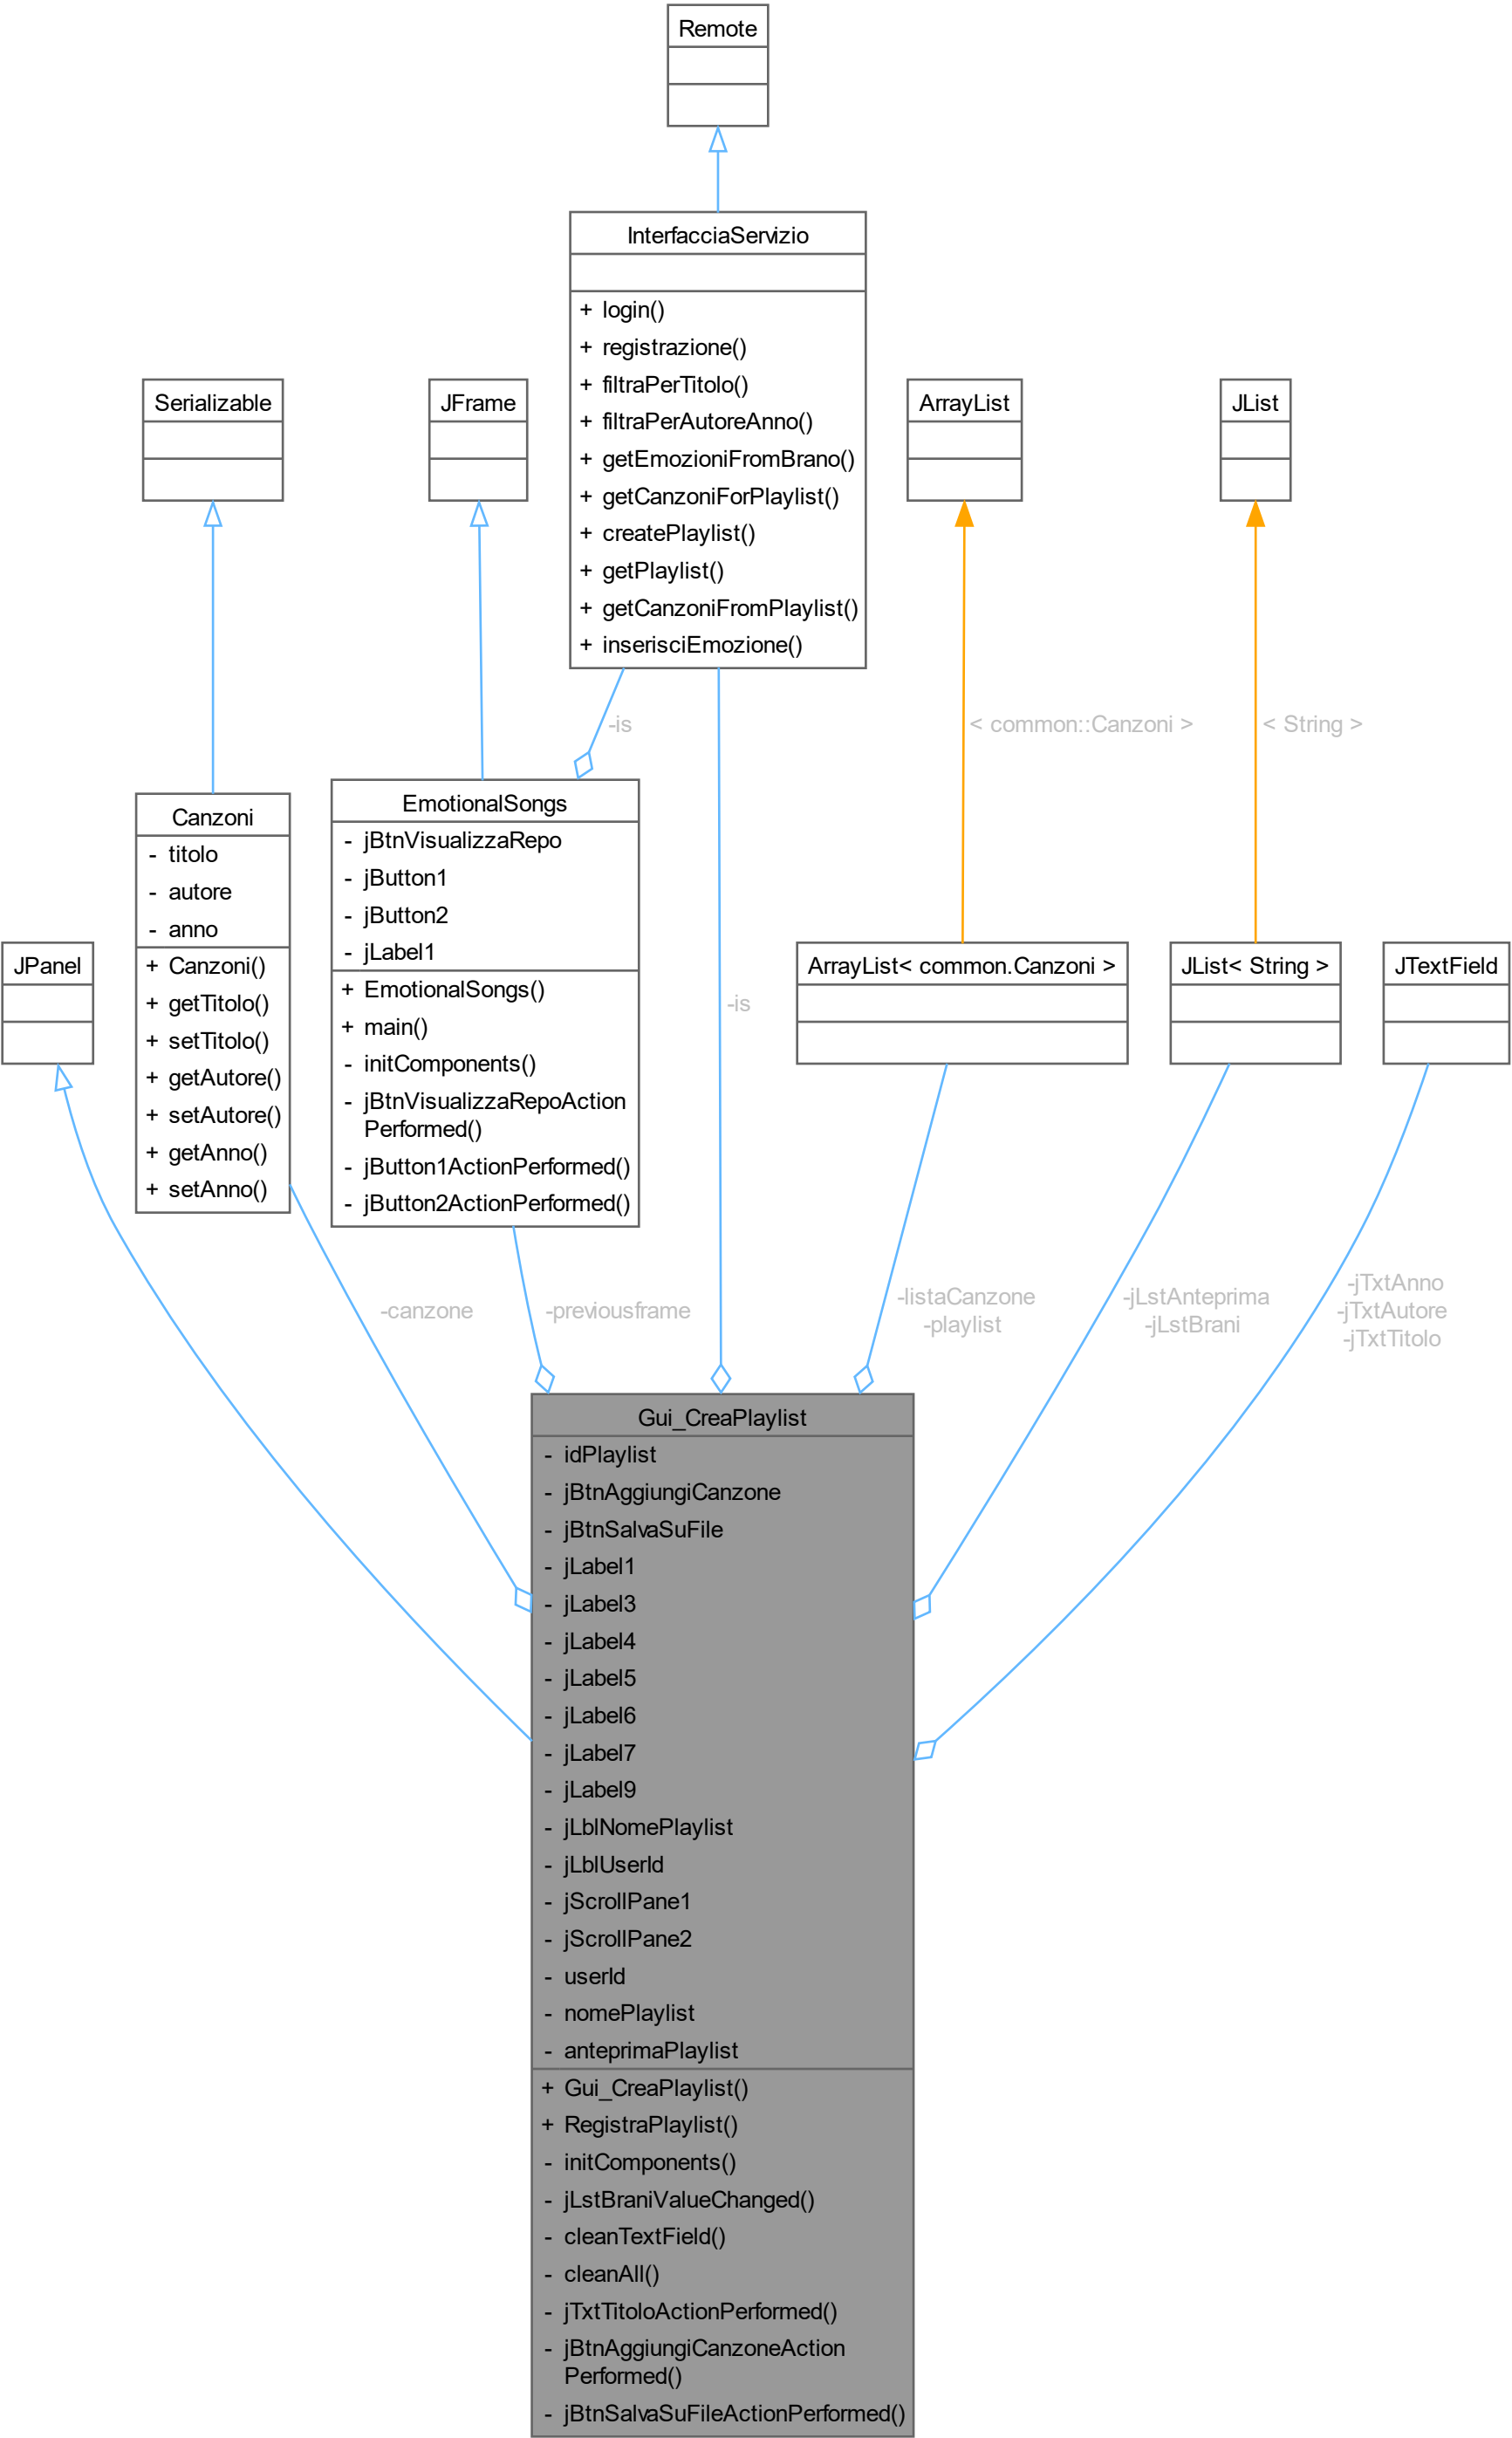 Remote
InterfacciaServizio
+ login()
+ registrazione()
+ filtraPerTitolo()
+ filtraPerAutoreAnno()
+ getEmozioniFromBrano()
+ getCanzoniForPlaylist()
+ createPlaylist()
+ getPlaylist()
+ getCanzoniFromPlaylist()
+ inserisciEmozione()
Serializable
JFrame
ArrayList
JList
-is
< common::Canzoni >
< String >
Canzoni
- titolo
- autore
- anno
+ Canzoni()
+ getTitolo()
+ setTitolo()
+ getAutore()
+ setAutore()
+ getAnno()
+ setAnno()
EmotionalSongs
- jBtnVisualizzaRepo
- jButton1
- jButton2
- jLabel1
+ EmotionalSongs()
+ main()
- initComponents()
- jBtnVisualizzaRepoAction
Performed()
- jButton1ActionPerformed()
- jButton2ActionPerformed()
JPanel
-is
ArrayList< common.Canzoni >
JList< String >
JTextField
-canzone
-previousframe
-listaCanzone
-playlist
-jLstAnteprima
-jLstBrani
-jTxtAnno
-jTxtAutore
-jTxtTitolo
Gui_CreaPlaylist
- idPlaylist
- jBtnAggiungiCanzone
- jBtnSalvaSuFile
- jLabel1
- jLabel3
- jLabel4
- jLabel5
- jLabel6
- jLabel7
- jLabel9
- jLblNomePlaylist
- jLblUserId
- jScrollPane1
- jScrollPane2
- userId
- nomePlaylist
- anteprimaPlaylist
+ Gui_CreaPlaylist()
+ RegistraPlaylist()
- initComponents()
- jLstBraniValueChanged()
- cleanTextField()
- cleanAll()
- jTxtTitoloActionPerformed()
- jBtnAggiungiCanzoneAction
Performed()
- jBtnSalvaSuFileActionPerformed()